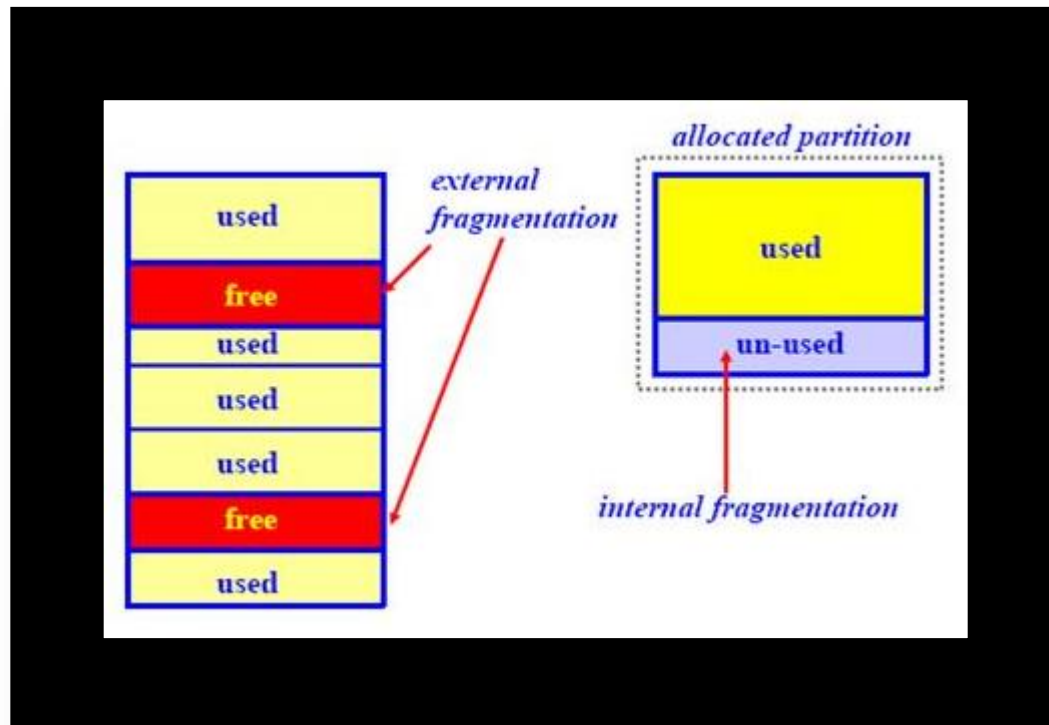 used
free
used
used
used
free
used
external
fragmentation
allocated partition
used
un-used
internal fragmentation